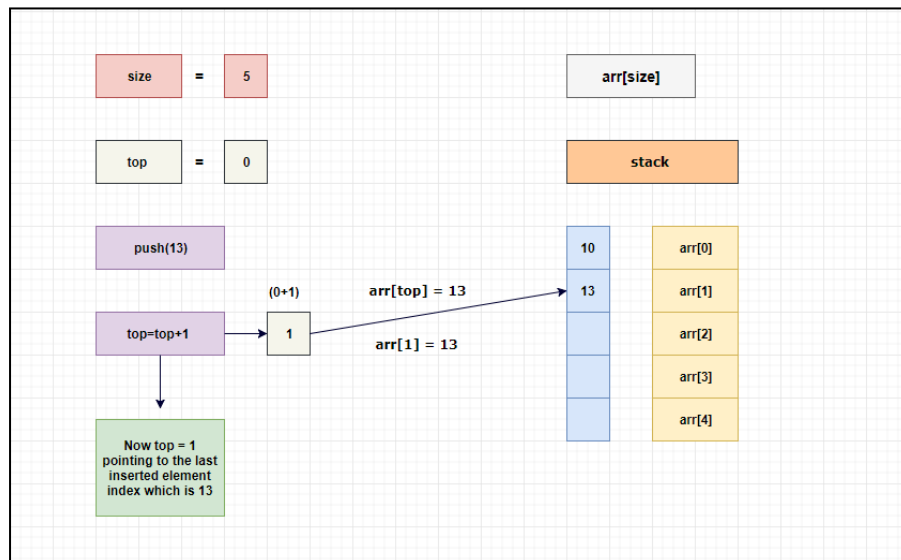 size = 5
arr[size]
top = 0
stack
push(13)
10
arr[0]
(0+1)
arr[top] = 13
13
arr[1]
top=top+1
1
arr[1] = 13
arr[2]
arr[3]
arr[4]
Now top = 1
pointing to the last
inserted element
index which is 13